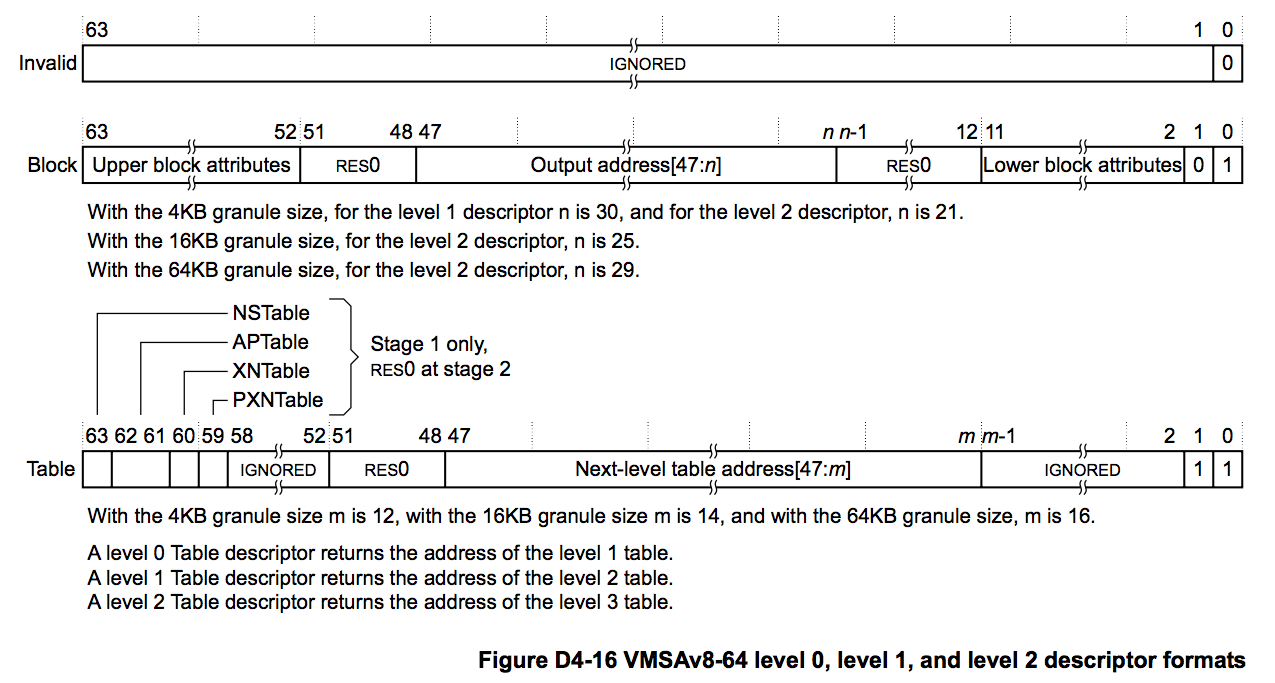 63 1 0
Invalid IGNORED 0
63 52 51 48 47 n n-1 12 11 2 1 0
Block Upper block attributes RES0 Output address[47:n] RES0 Lower block attributes 0 1
With the 4KB granule size, for the level 1 descriptor n is 30, and for the level 2 descriptor, n is 21.
With the 16KB granule size, for the level 2 descriptor, n is 25.
With the 64KB granule size, for the level 2 descriptor, n is 29.
NSTable
APTable
XNTable
PXNTable
Stage 1 only,
RES0 at stage 2
63 62 61 60 59 58 52 51 48 47 m m-1 2 1 0
Table IGNORED RES0 Next-level table address[47:m] IGNORED 1 1
With the 4KB granule size m is 12, with the 16KB granule size m is 14, and with the 64KB granule size, m is 16.
A level 0 Table descriptor returns the address of the level 1 table.
A level 1 Table descriptor returns the address of the level 2 table.
A level 2 Table descriptor returns the address of the level 3 table.
Figure D4-16 VMSAv8-64 level 0, level 1, and level 2 descriptor formats